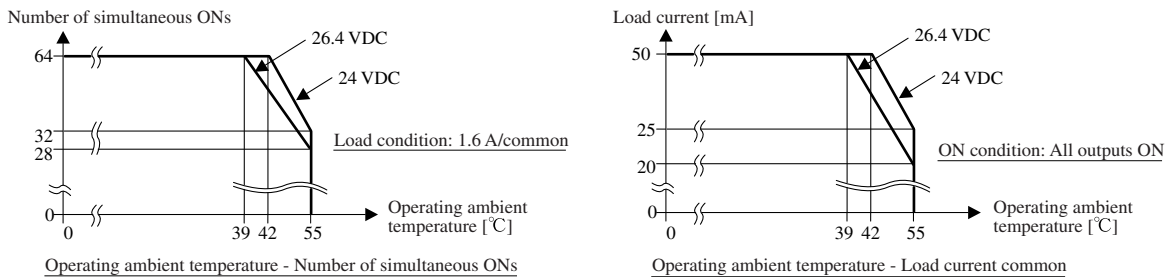 Number of simultaneous ONs
64
32
28
0
0
39
42
55
26.4 VDC
24 VDC
Load condition: 1.6 A/common
Operating ambient
temperature [℃]
Operating ambient temperature - Number of simultaneous ONs
Load current [mA]
50
25
20
0
0
39
42
55
26.4 VDC
24 VDC
ON condition: All outputs ON
Operating ambient
temperature [℃]
Operating ambient temperature - Load current common